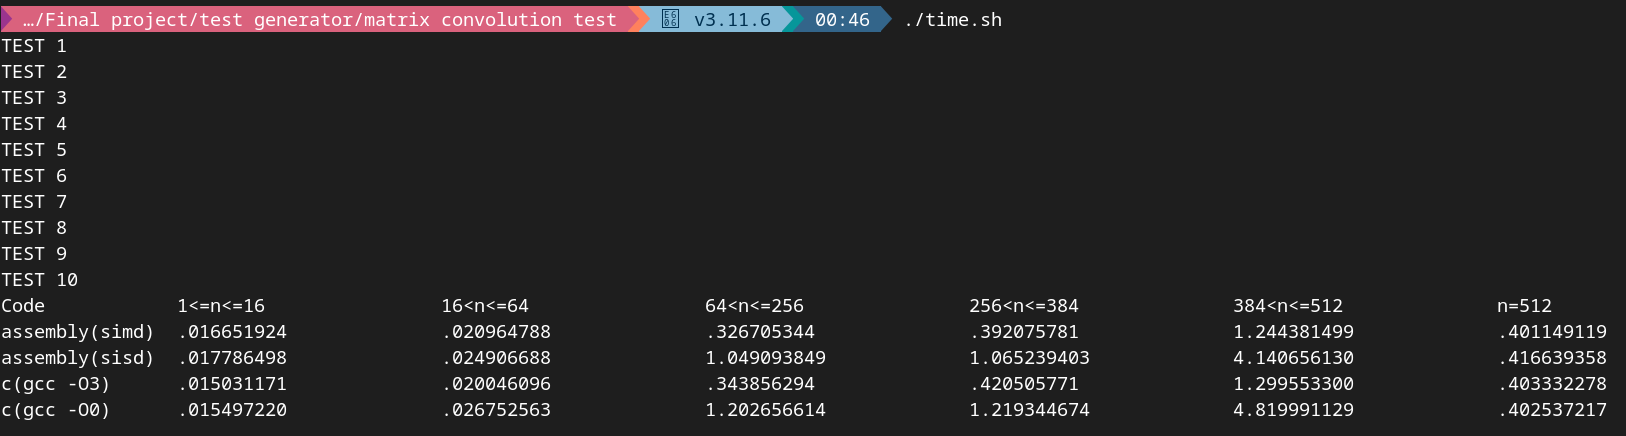 …/Final project/test generator/matrix convolution test v3.11.6 00:46 ./time.sh
TEST 1
TEST 2
TEST 3
TEST 4
TEST 5
TEST 6
TEST 7
TEST 8
TEST 9
TEST 10
Code 1<=n<=16 16<n<=64 64<n<=256 256<n<=384 384<n<=512 n=512
assembly(simd) .016651924 .020964788 .326705344 .392075781 1.244381499 .401149119
assembly(sisd) .017786498 .024906688 1.049093849 1.065239403 4.140656130 .416639358
c(gcc -O3) .015031171 .020046096 .343856294 .420505771 1.299553300 .403332278
c(gcc -O0) .015497220 .026752563 1.202656614 1.219344674 4.819991129 .402537217